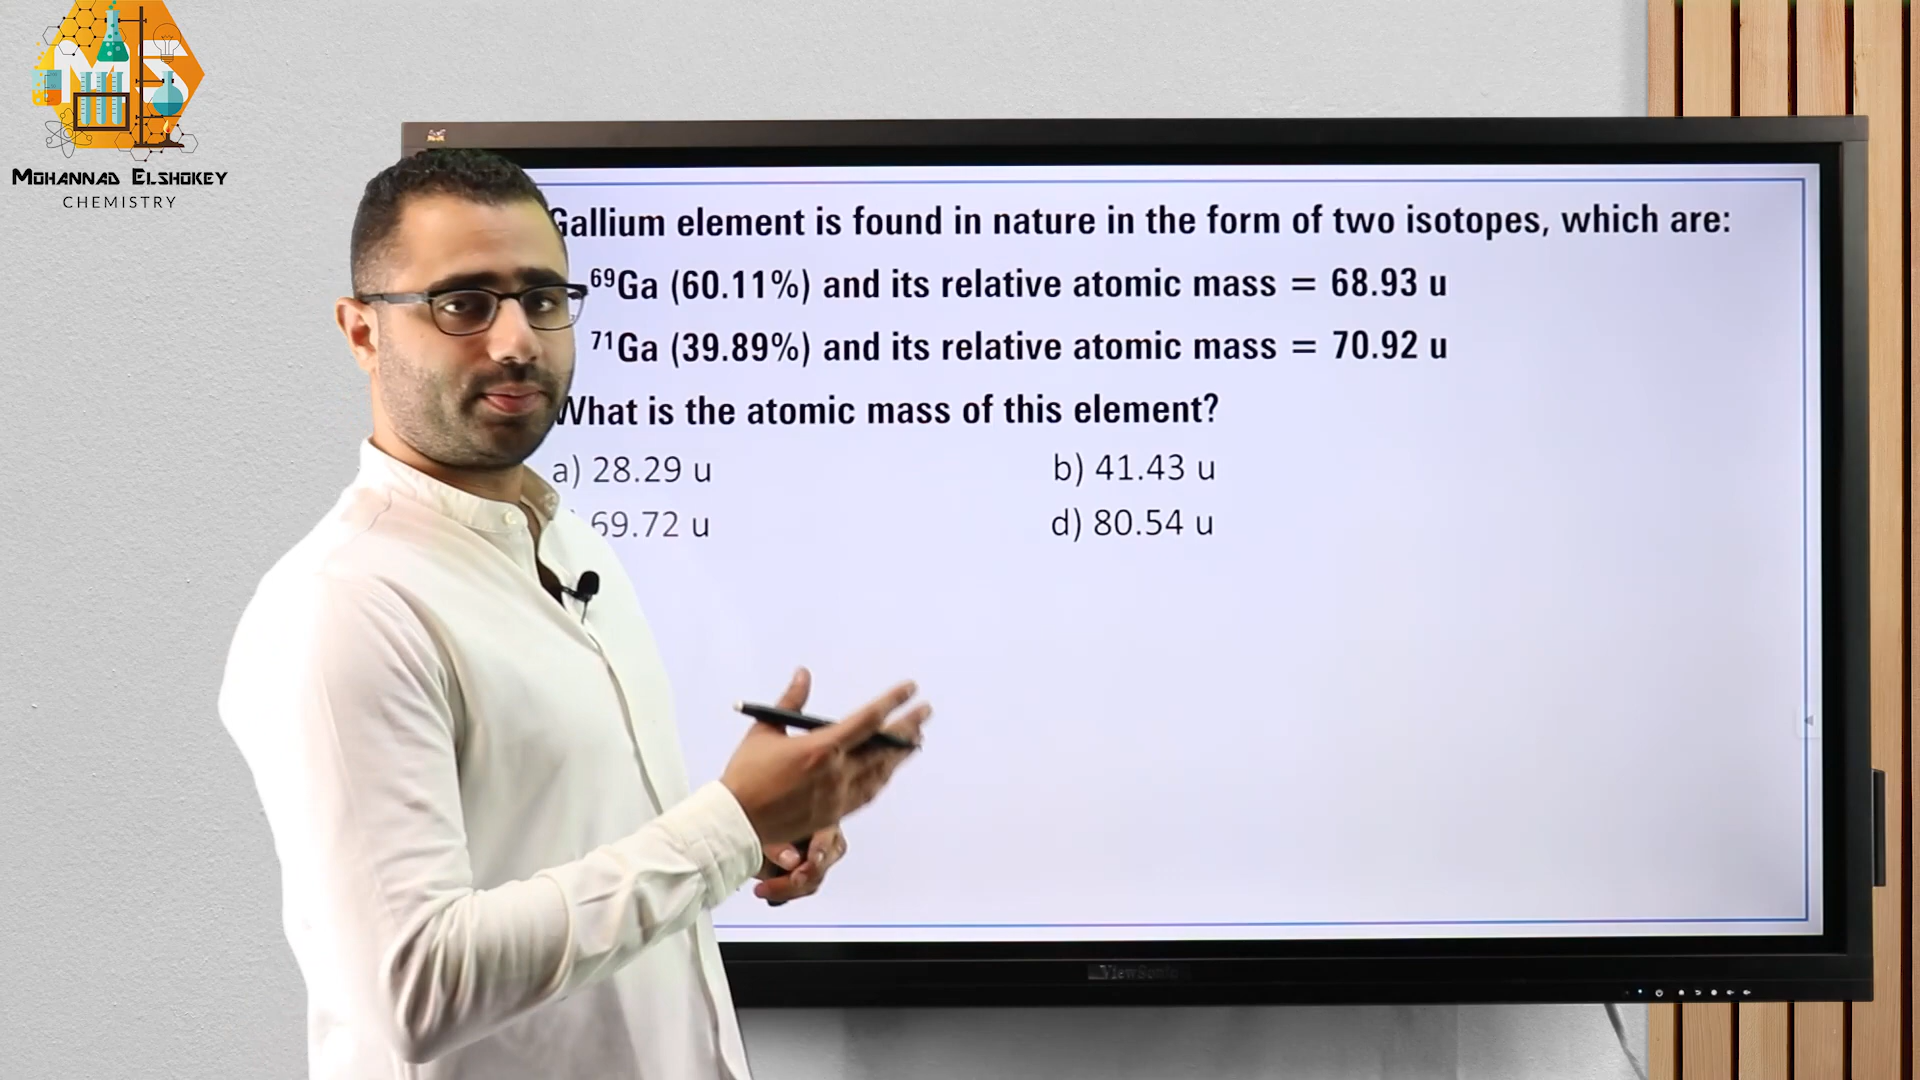 MS
MOHANNAD ELSHOKEY
CHEMISTRY
Gallium element is found in nature in the form of two isotopes, which are:
⁶⁹Ga (60.11%) and its relative atomic mass = 68.93 u
⁷¹Ga (39.89%) and its relative atomic mass = 70.92 u
What is the atomic mass of this element?
a) 28.29 u b) 41.43 u
69.72 u d) 80.54 u
ViewSonic